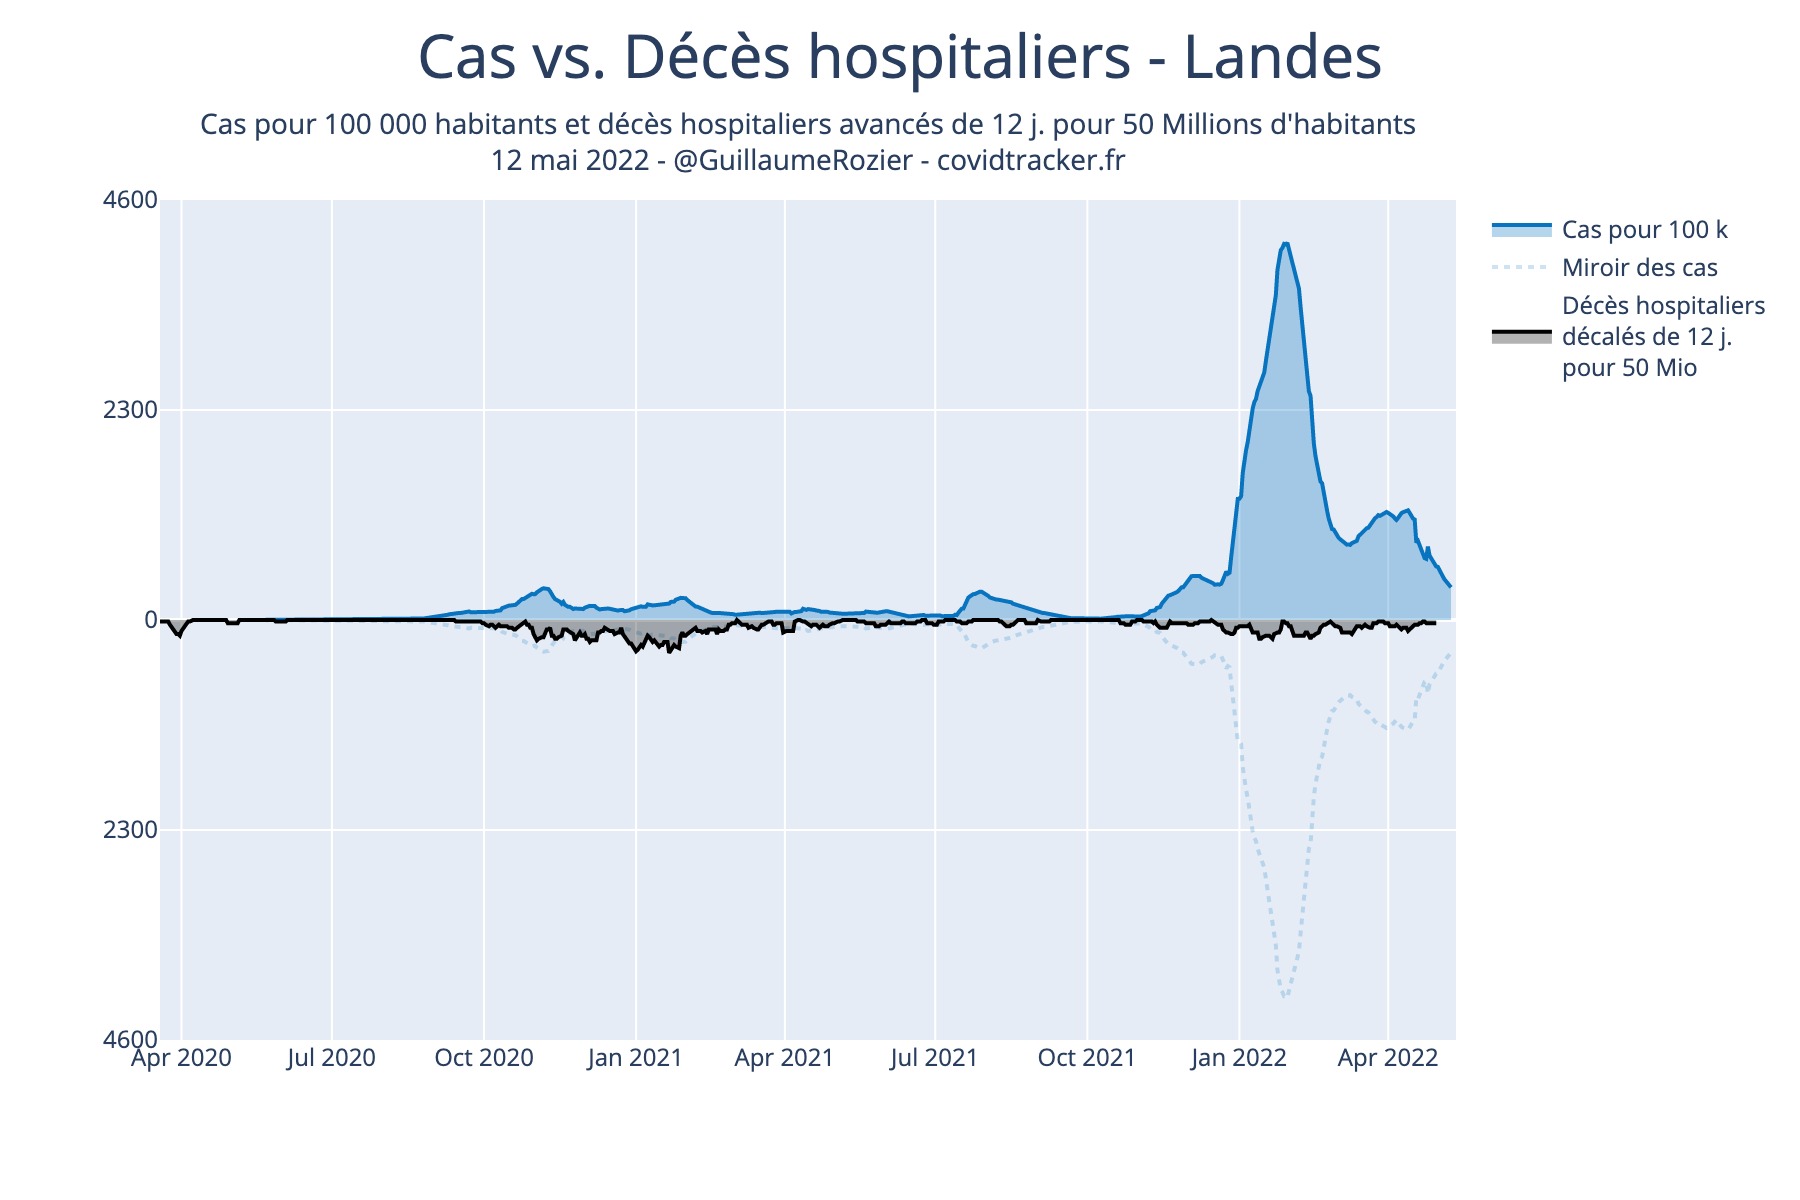 Cas vs. Décès hospitaliers - Landes
Cas pour 100 000 habitants et décès hospitaliers avancés de 12 j. pour 50 Millions d'habitants
12 mai 2022 - @GuillaumeRozier - covidtracker.fr
4600
2300
0
2300
4600
Apr 2020
Jul 2020
Oct 2020
Jan 2021
Apr 2021
Jul 2021
Oct 2021
Jan 2022
Apr 2022
Cas pour 100 k
Miroir des cas
Décès hospitaliers
décalés de 12 j.
pour 50 Mio